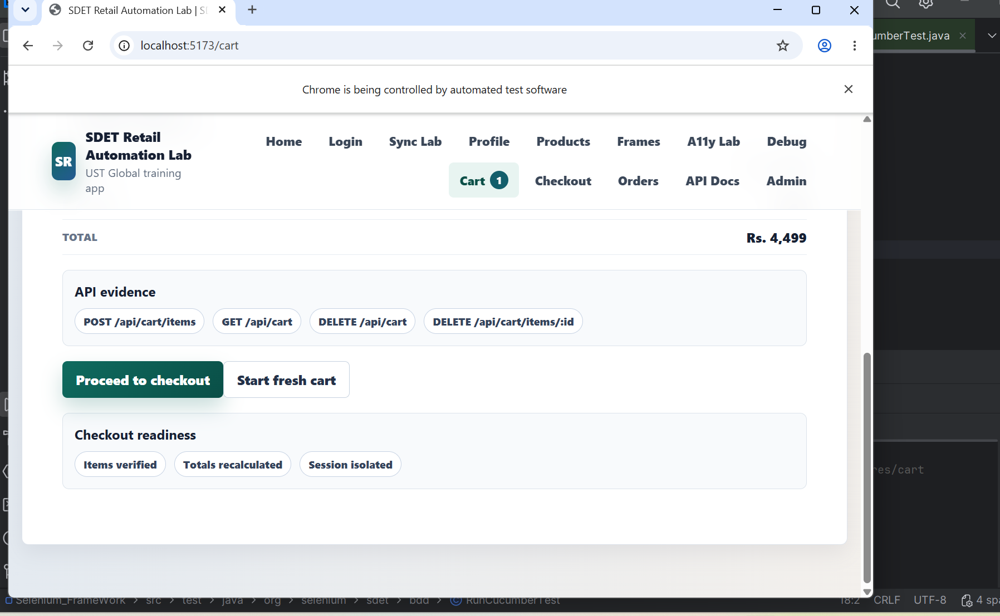 SDET Retail Automation Lab | SD
localhost:5173/cart
Chrome is being controlled by automated test software
SR
SDET Retail
Automation Lab
UST Global training
app
Home Login Sync Lab Profile Products Frames A11y Lab Debug
Cart 1 Checkout Orders API Docs Admin
TOTAL Rs. 4,499
API evidence
POST /api/cart/items GET /api/cart DELETE /api/cart DELETE /api/cart/items/:id
Proceed to checkout Start fresh cart
Checkout readiness
Items verified Totals recalculated Session isolated
umberTest.java
res/cart
Selenium_FrameWork > src > test > java > org > selenium > sdet > bdd > RunCucumberTest
18:2 CRLF UTF-8 4 spa